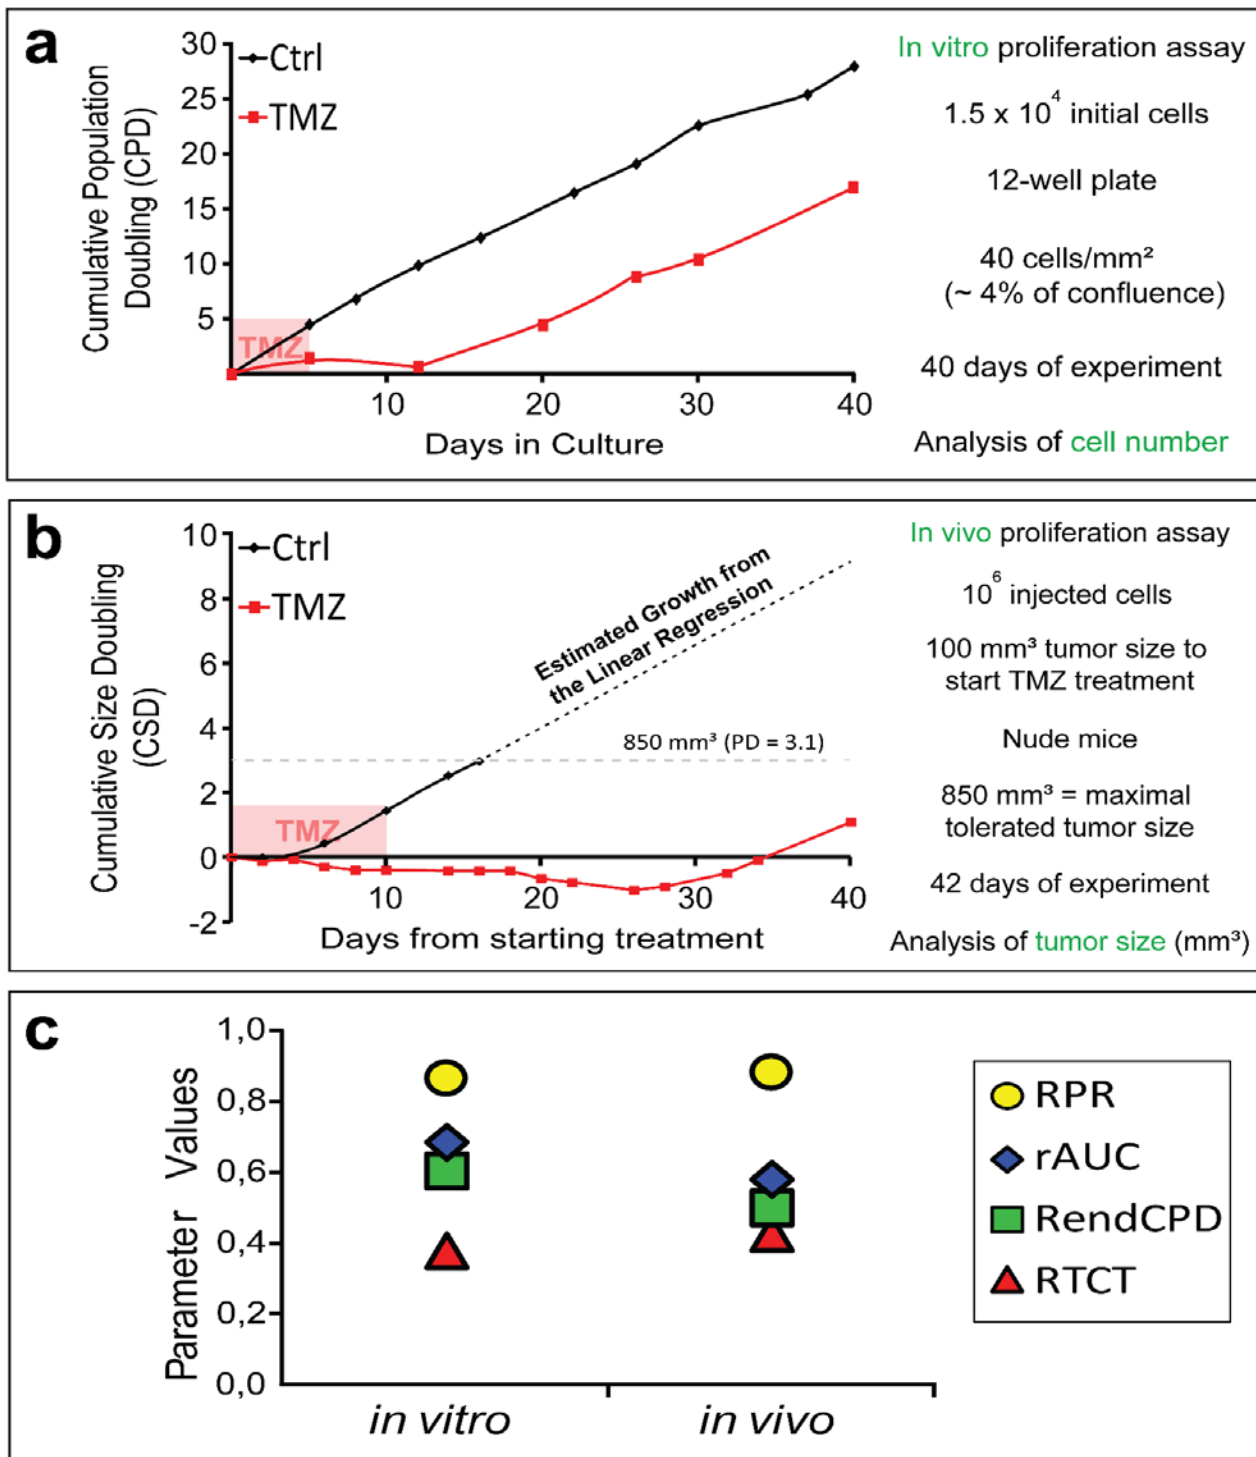 a
Cumulative Population
Doubling (CPD)
30
25
20
15
10
5
Ctrl
TMZ
TMZ
10
20
30
40
Days in Culture
In vitro proliferation assay
1.5 x 10⁴ initial cells
12-well plate
40 cells/mm²
(~ 4% of confluence)
40 days of experiment
Analysis of cell number
b
Cumulative Size Doubling
(CSD)
10
8
6
4
2
0
-2
Ctrl
TMZ
Estimated Growth from
the Linear Regression
850 mm³ (PD = 3.1)
TMZ
10
20
30
40
Days from starting treatment
In vivo proliferation assay
10⁶ injected cells
100 mm³ tumor size to
start TMZ treatment
Nude mice
850 mm³ = maximal
tolerated tumor size
42 days of experiment
Analysis of tumor size (mm³)
c
Parameter Values
1,0
0,8
0,6
0,4
0,2
0,0
in vitro
in vivo
RPR
rAUC
RendCPD
RTCT